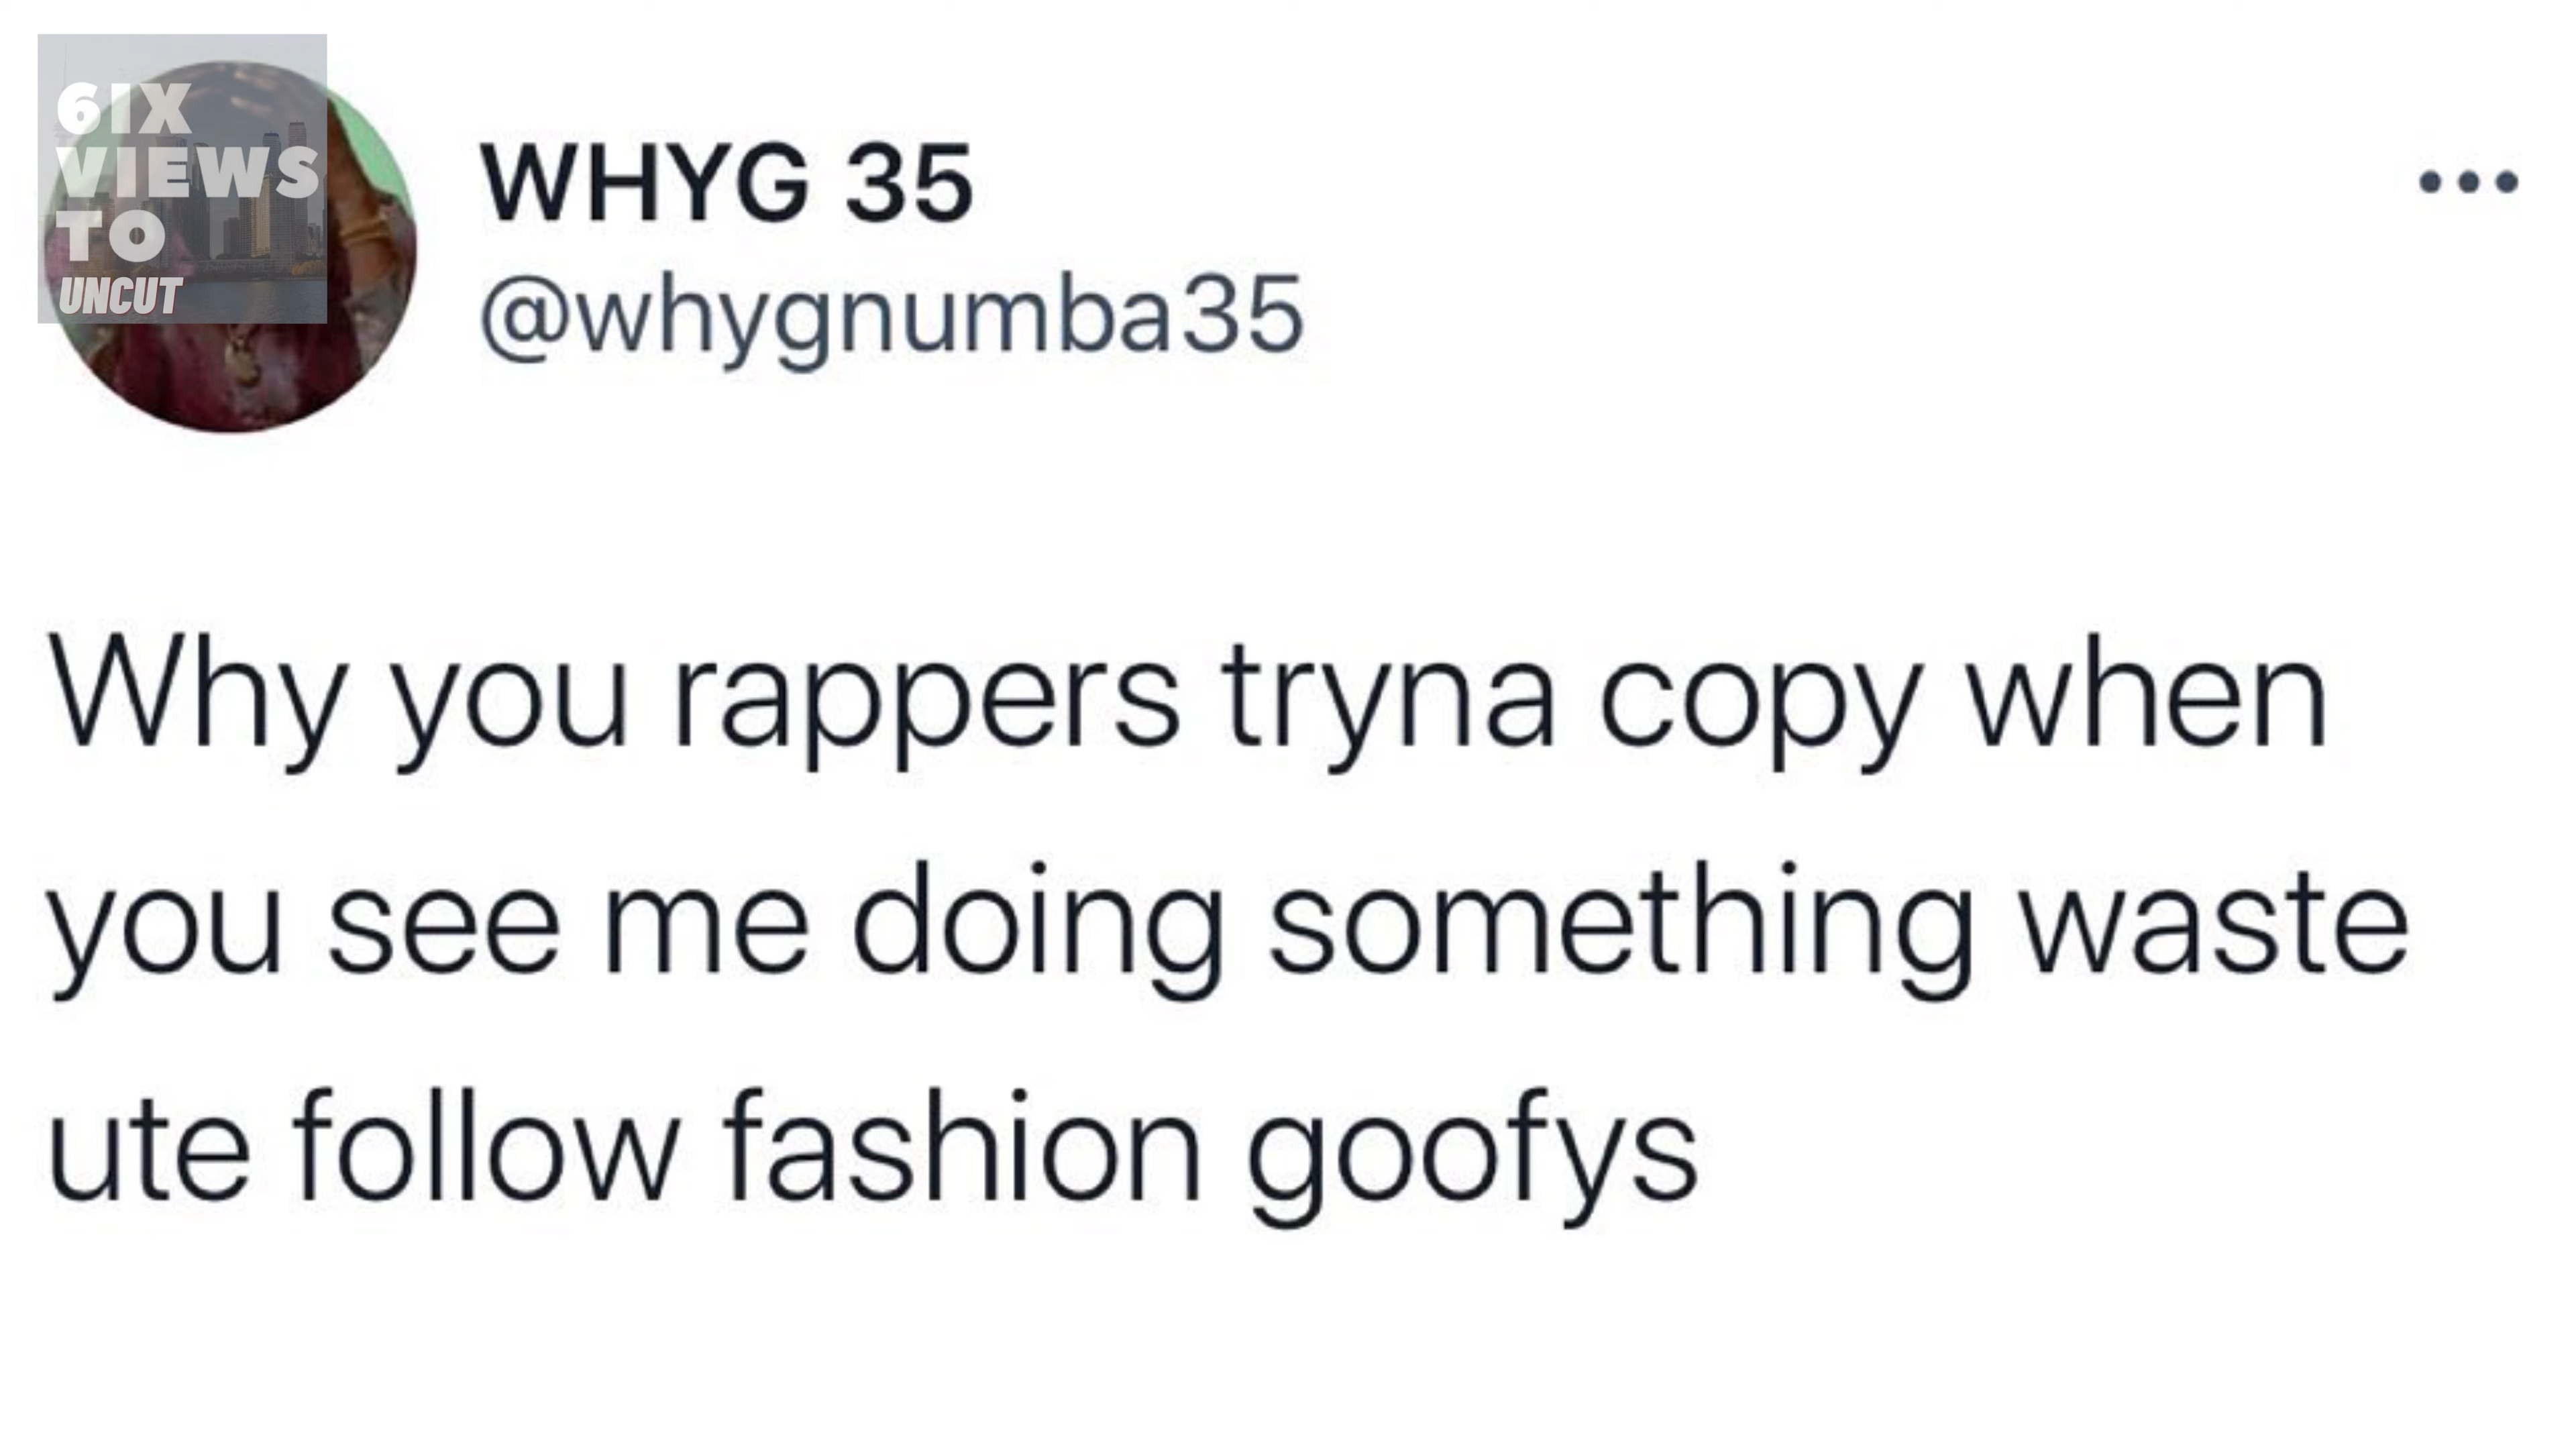 6IX
VIEWS
TO
UNCUT
WHYG 35
@whygnumba35
Why you rappers tryna copy when
you see me doing something waste
ute follow fashion goofys